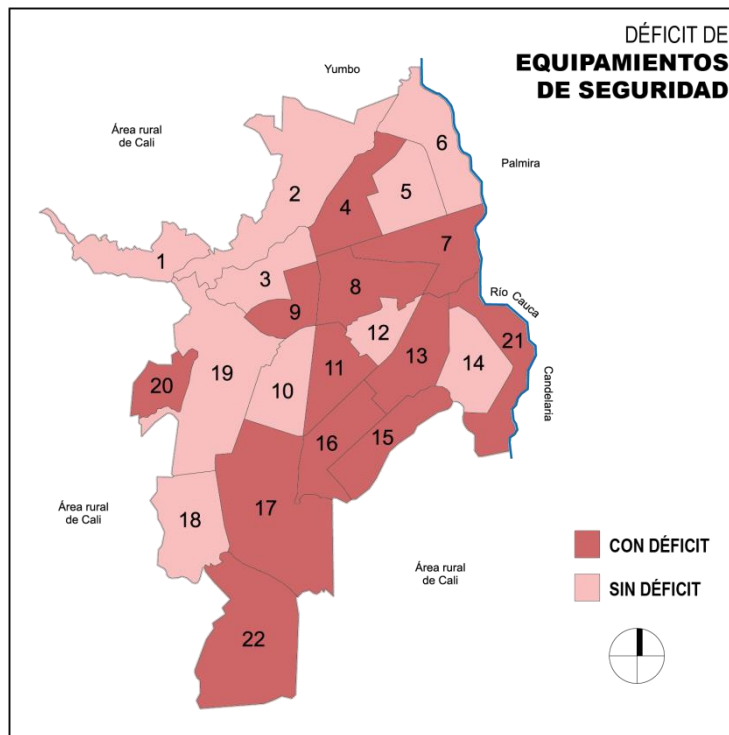 DÉFICIT DE
EQUIPAMIENTOS
DE SEGURIDAD
Yumbo
Área rural
de Cali
6
Palmira
2
5
4
7
1
3
8
Río Cauca
9
12
21
13
14
19
11
20
10
Candelaria
15
16
17
Área rural
de Cali
18
CON DÉFICIT
Área rural
de Cali
SIN DÉFICIT
22